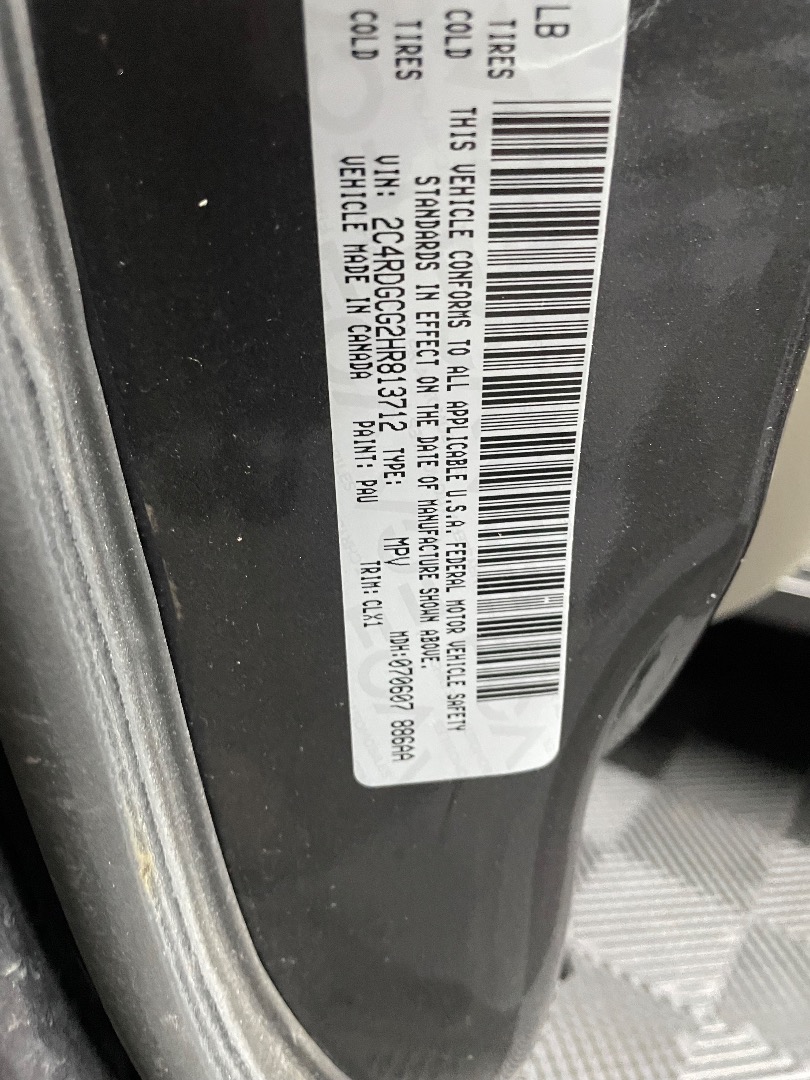 LB
TIRES COLD
TIRES COLD
THIS VEHICLE CONFORMS TO ALL APPLICABLE U.S.A. FEDERAL MOTOR VEHICLE SAFETY
STANDARDS IN EFFECT ON THE DATE OF MANUFACTURE SHOWN ABOVE.
VIN: 2C4RDGCG2HR813712 TYPE: MPV MDH:070607 886AA
VEHICLE MADE IN CANADA PAINT: PAU TRIM: CLX1